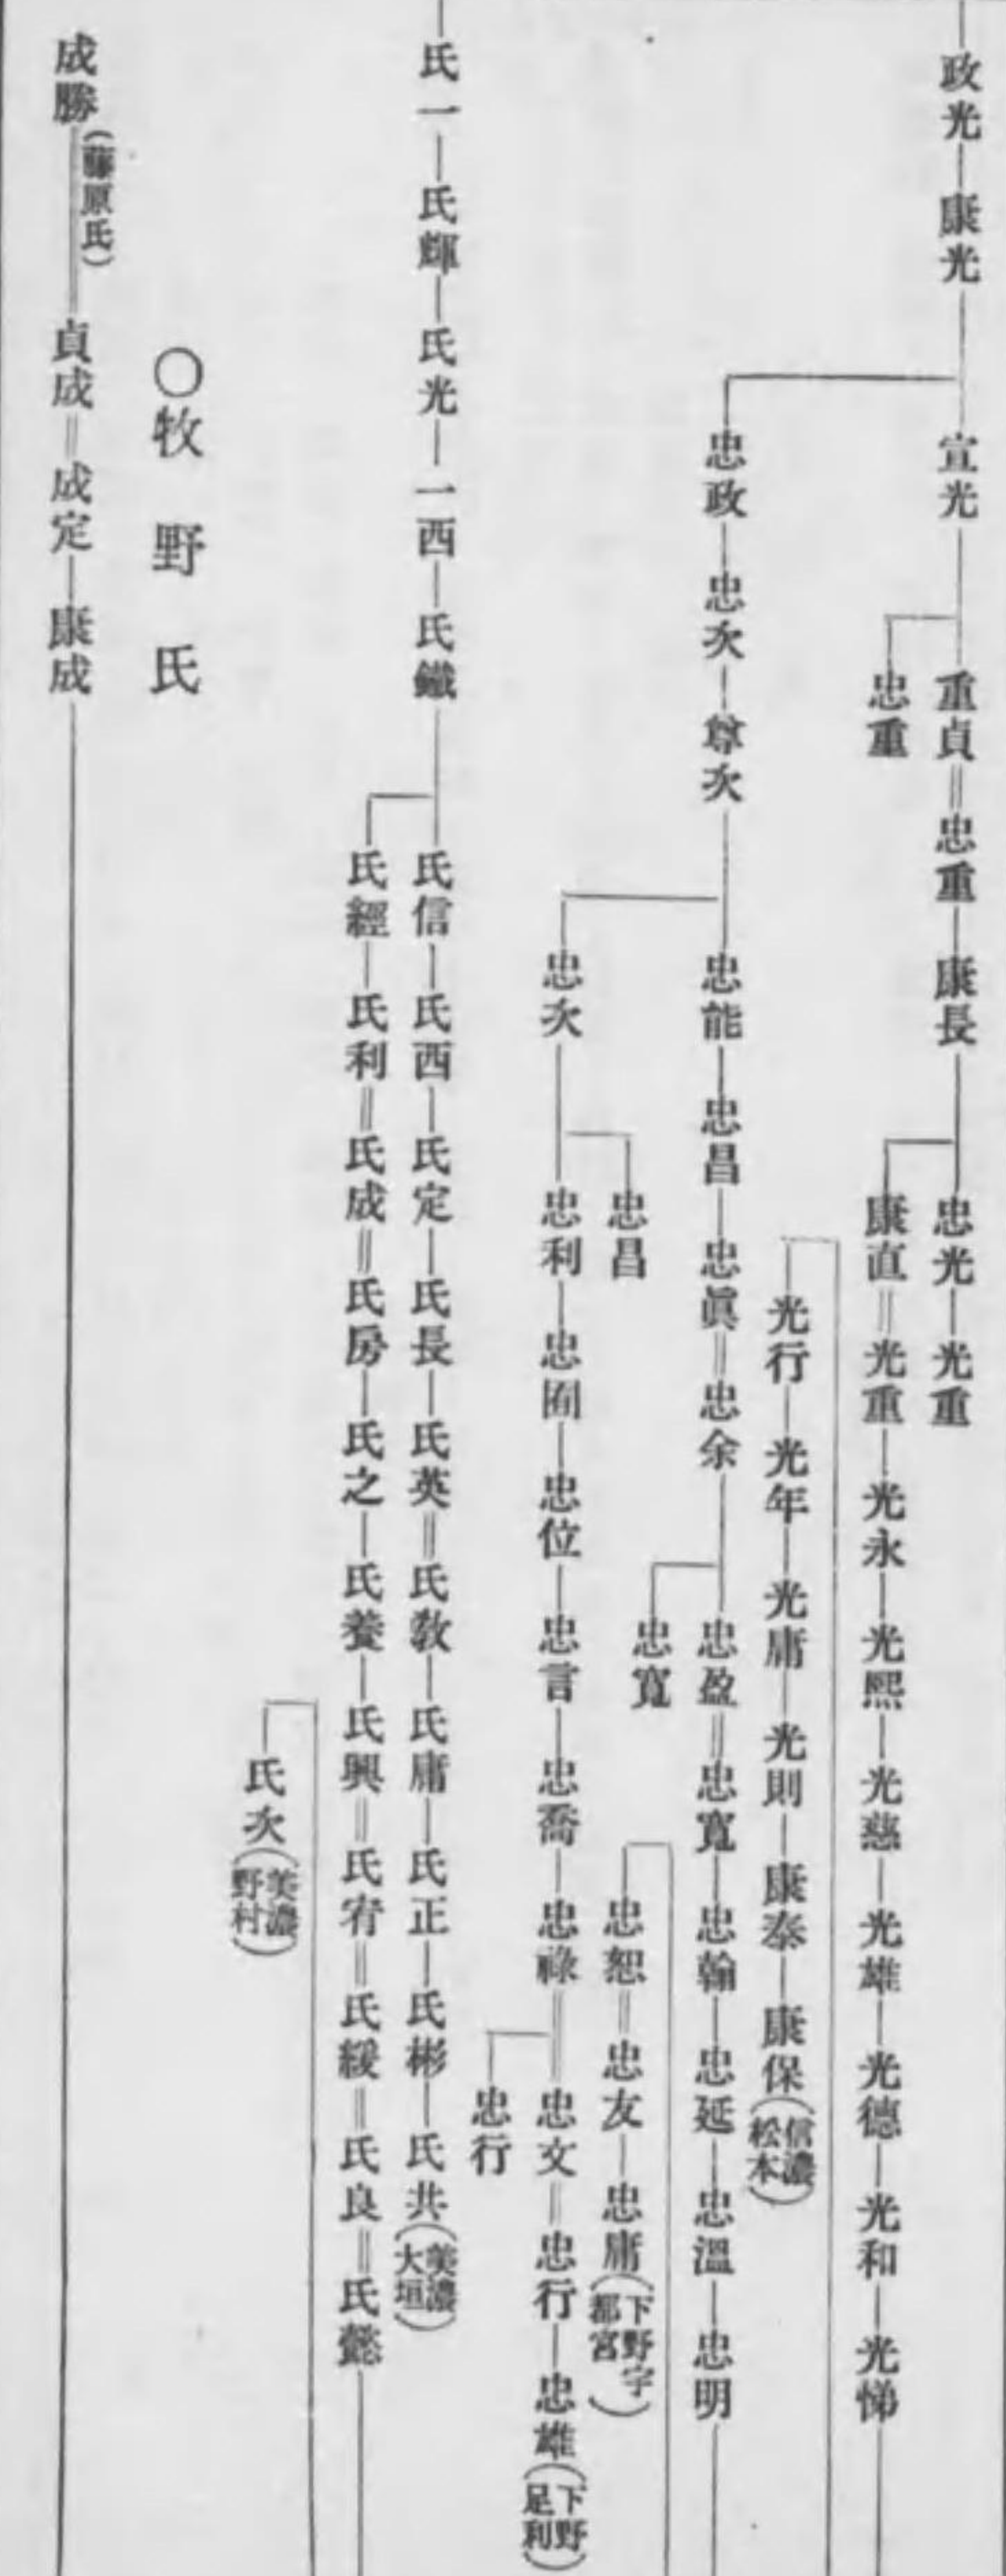 政光―康光
宣光
重貞＝忠重―康長
忠光―光重
忠重
康直＝光重―光永―光熙―光慈―光雄―光德―光和―光悌
光行―光年―光庸―光則―康泰―康保(信濃松本)
忠政―忠次―尊次
忠能―忠昌―忠眞＝忠余
忠盈＝忠寬―忠翰―忠延―忠溫―忠明
忠寬
忠恕＝忠友―忠庸(下野宇都宮)
忠次
忠昌
忠利―忠囿―忠位―忠言―忠喬―忠祿＝忠文＝忠行―忠雄(下野足利)
忠行
氏一―氏輝―氏光―一西―氏鐵
氏信―氏西―氏定―氏長―氏英＝氏敎―氏庸―氏正―氏彬―氏共(美濃大垣)
氏經―氏利＝氏成＝氏房―氏之―氏養―氏興＝氏宥＝氏緩＝氏良＝氏懿
氏次(美濃野村)
〇牧野氏
成勝(藤原氏)＝貞成＝成定―康成